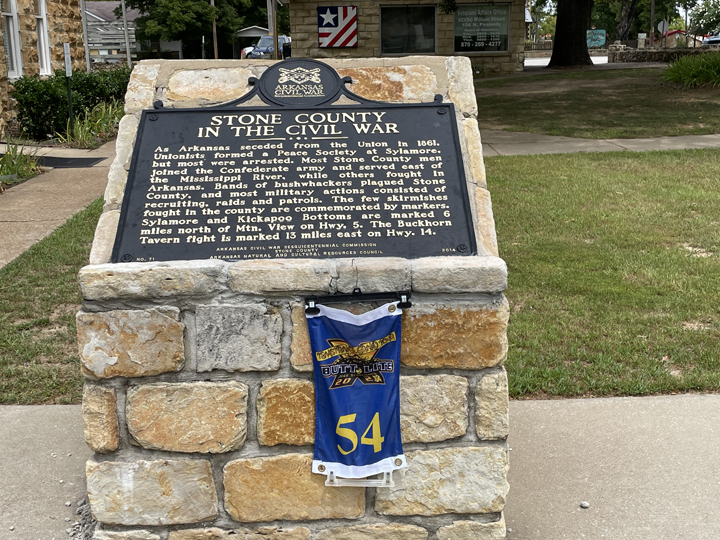 ARKANSAS
CIVIL WAR
STONE COUNTY
IN THE CIVIL WAR
As Arkansas seceded from the Union in 1861,
Unionists formed a Peace Society at Sylamore,
but most were arrested. Most Stone County men
joined the Confederate army and served east of
the Mississippi River, while others fought in
Arkansas. Bands of bushwhackers plagued Stone
County, and most military actions consisted of
recruiting, raids and patrols. The few skirmishes
fought in the county are commemorated by markers.
Sylamore and Kickapoo Bottoms are marked 6
miles north of Mtn. View on Hwy. 5. The Buckhorn
Tavern fight is marked 13 miles east on Hwy. 14.
ARKANSAS CIVIL WAR SESQUICENTENNIAL COMMISSION
STONE COUNTY
ARKANSAS NATURAL AND CULTURAL RESOURCES COUNCIL
NO. 71
2014
BUTT LITE
54
870 - 269 - 4277